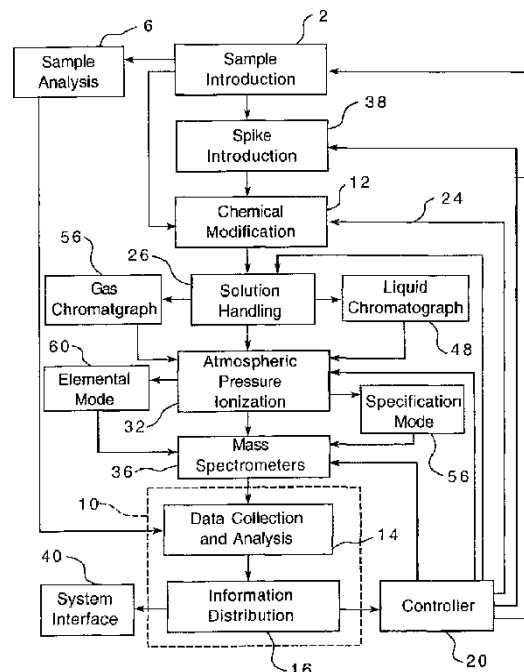 6
2
Sample
Analysis
Sample
Introduction
38
Spike
Introduction
12
24
Chemical
Modification
56
26
Gas
Chromatgraph
Solution
Handling
Liquid
Chromatograph
48
60
Atmospheric
Pressure
Ionization
Elemental
Mode
Specification
Mode
32
Mass
Spectrometers
36
56
10
Data Collection
and Analysis
14
40
System
Interface
Information
Distribution
Controller
16
20